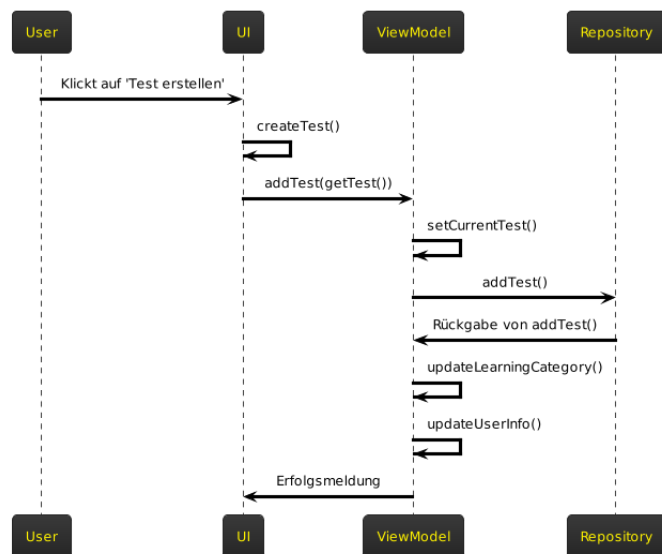 User
UI
ViewModel
Repository
Klickt auf 'Test erstellen'
createTest()
addTest(getTest())
setCurrentTest()
addTest()
Rückgabe von addTest()
updateLearningCategory()
updateUserInfo()
Erfolgsmeldung
User
UI
ViewModel
Repository